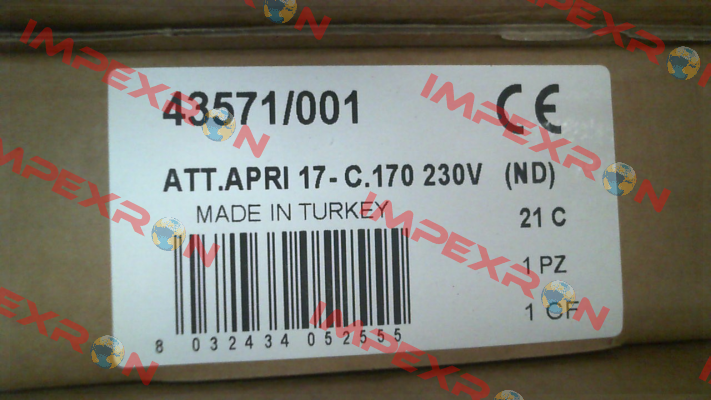 43571/001
CE
ATT.APRI 17-C.170 230V (ND)
MADE IN TURKEY
21 C
1 PZ
1 CF
8 032434 052555
IMPEXRON
IMPEXRON
IMPEXRON
IMPEXRON